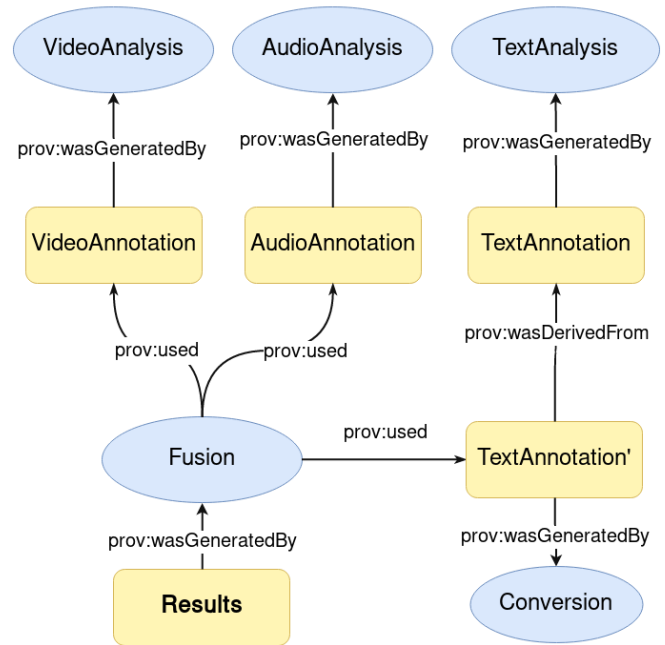 VideoAnalysis
AudioAnalysis
TextAnalysis
prov:wasGeneratedBy
prov:wasGeneratedBy
prov:wasGeneratedBy
VideoAnnotation
AudioAnnotation
TextAnnotation
prov:used
prov:used
prov:wasDerivedFrom
Fusion
prov:used
TextAnnotation'
prov:wasGeneratedBy
prov:wasGeneratedBy
Results
Conversion